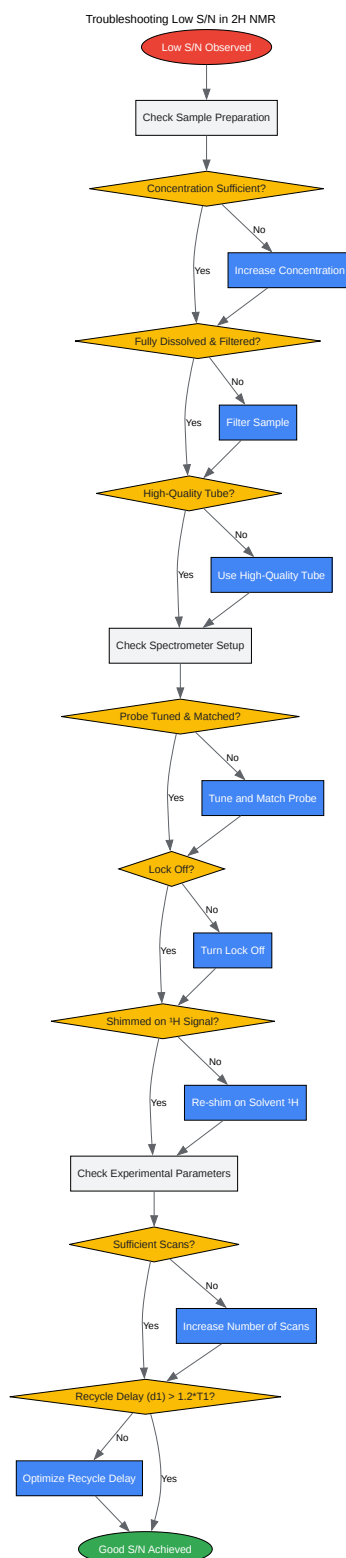 Troubleshooting Low S/N in 2H NMR
Low S/N Observed
Check Sample Preparation
Concentration Sufficient?
No
Yes
Increase Concentration
Fully Dissolved & Filtered?
No
Yes
Filter Sample
High-Quality Tube?
No
Yes
Use High-Quality Tube
Check Spectrometer Setup
Probe Tuned & Matched?
No
Yes
Tune and Match Probe
Lock Off?
No
Yes
Turn Lock Off
Shimmed on ¹H Signal?
No
Yes
Re-shim on Solvent ¹H
Check Experimental Parameters
Sufficient Scans?
No
Yes
Increase Number of Scans
Recycle Delay (d1) > 1.2*T1?
No
Yes
Optimize Recycle Delay
Good S/N Achieved